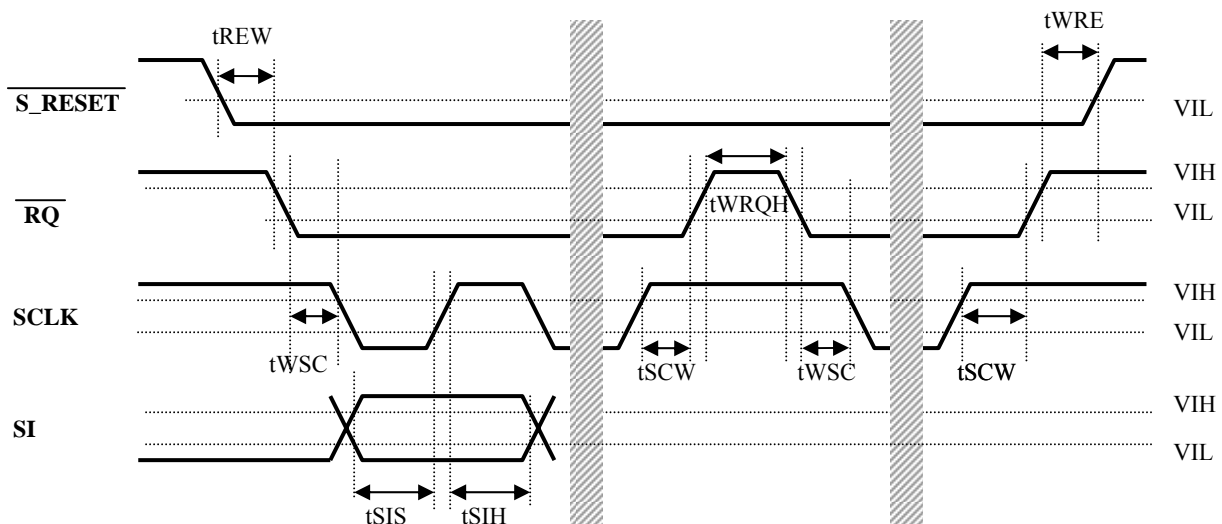 tREW
tWRE
S_RESET
VIL
VIH
RQ
tWRQH
VIL
VIH
SCLK
VIL
tWSC
tSCW
tWSC
tSCW
VIH
SI
VIL
tSIS
tSIH